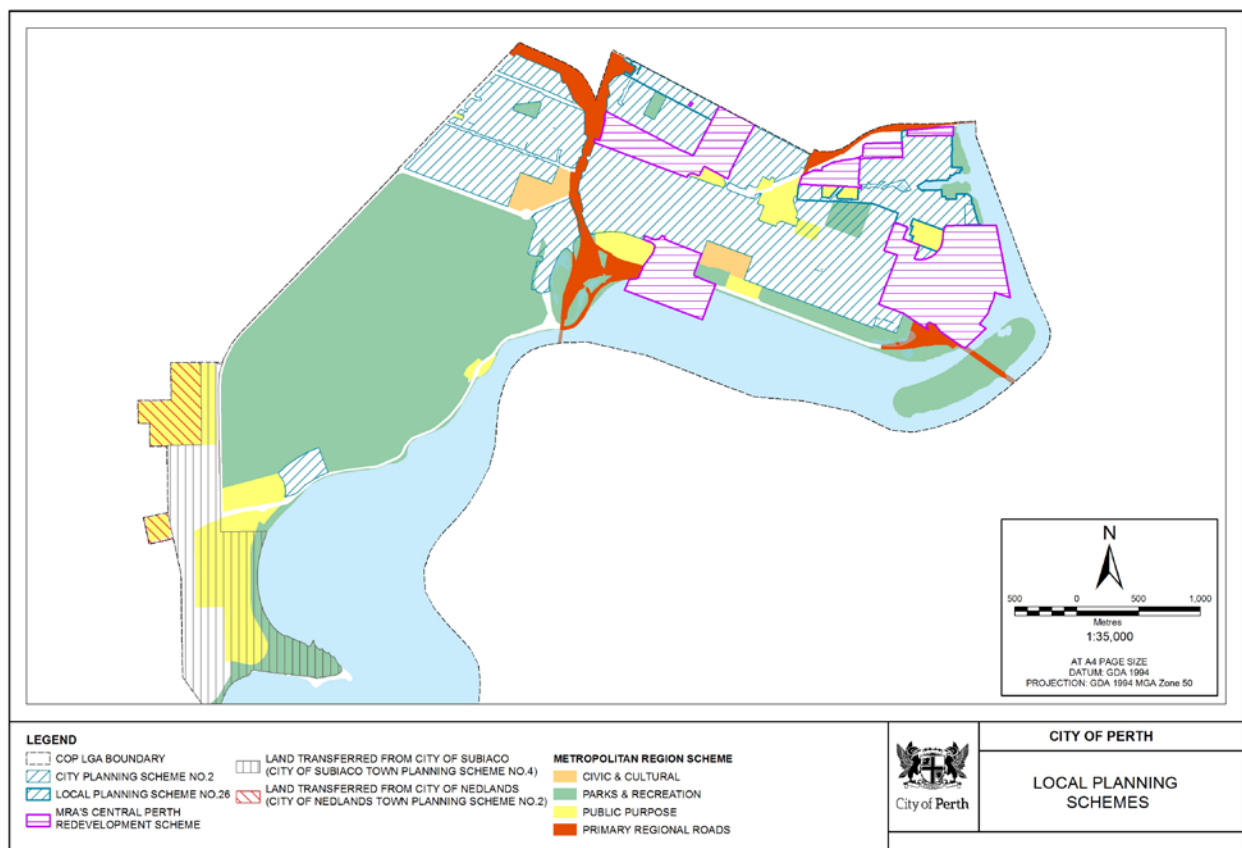 N
500 0 500 1,000
Metres
1:35,000
AT A4 PAGE SIZE
DATUM: GDA 1994
PROJECTION: GDA 1994 MGA Zone 50
LEGEND
COP LGA BOUNDARY
CITY PLANNING SCHEME NO.2
LOCAL PLANNING SCHEME NO.26
MRA'S CENTRAL PERTH
REDEVELOPMENT SCHEME
LAND TRANSFERRED FROM CITY OF SUBIACO
(CITY OF SUBIACO TOWN PLANNING SCHEME NO.4)
LAND TRANSFERRED FROM CITY OF NEDLANDS
(CITY OF NEDLANDS TOWN PLANNING SCHEME NO.2)
METROPOLITAN REGION SCHEME
CIVIC & CULTURAL
PARKS & RECREATION
PUBLIC PURPOSE
PRIMARY REGIONAL ROADS
City of Perth
CITY OF PERTH
LOCAL PLANNING
SCHEMES